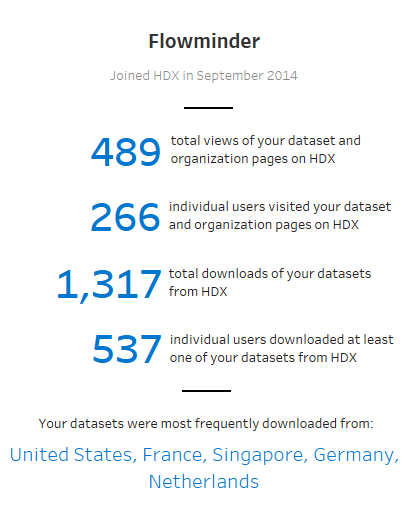 Flowminder
Joined HDX in September 2014
489 total views of your dataset and
organization pages on HDX
266 individual users visited your dataset
and organization pages on HDX
1,317 total downloads of your datasets
from HDX
537 individual users downloaded at least
one of your datasets from HDX
Your datasets were most frequently downloaded from:
United States, France, Singapore, Germany,
Netherlands